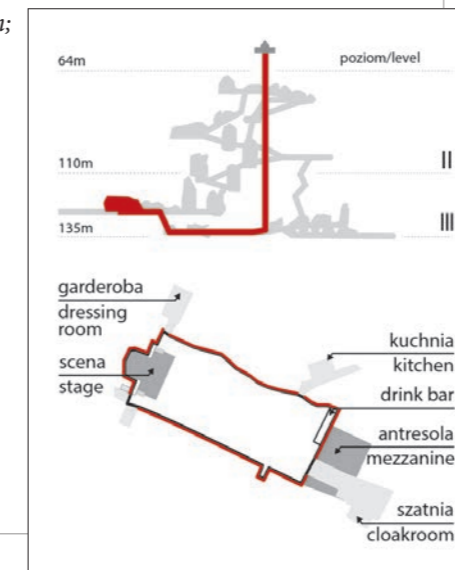 ;
64m
poziom/level
110m
II
135m
III
garderoba
dressing
room
scena
stage
kuchnia
kitchen
drink bar
antresola
mezzanine
szatnia
cloakroom